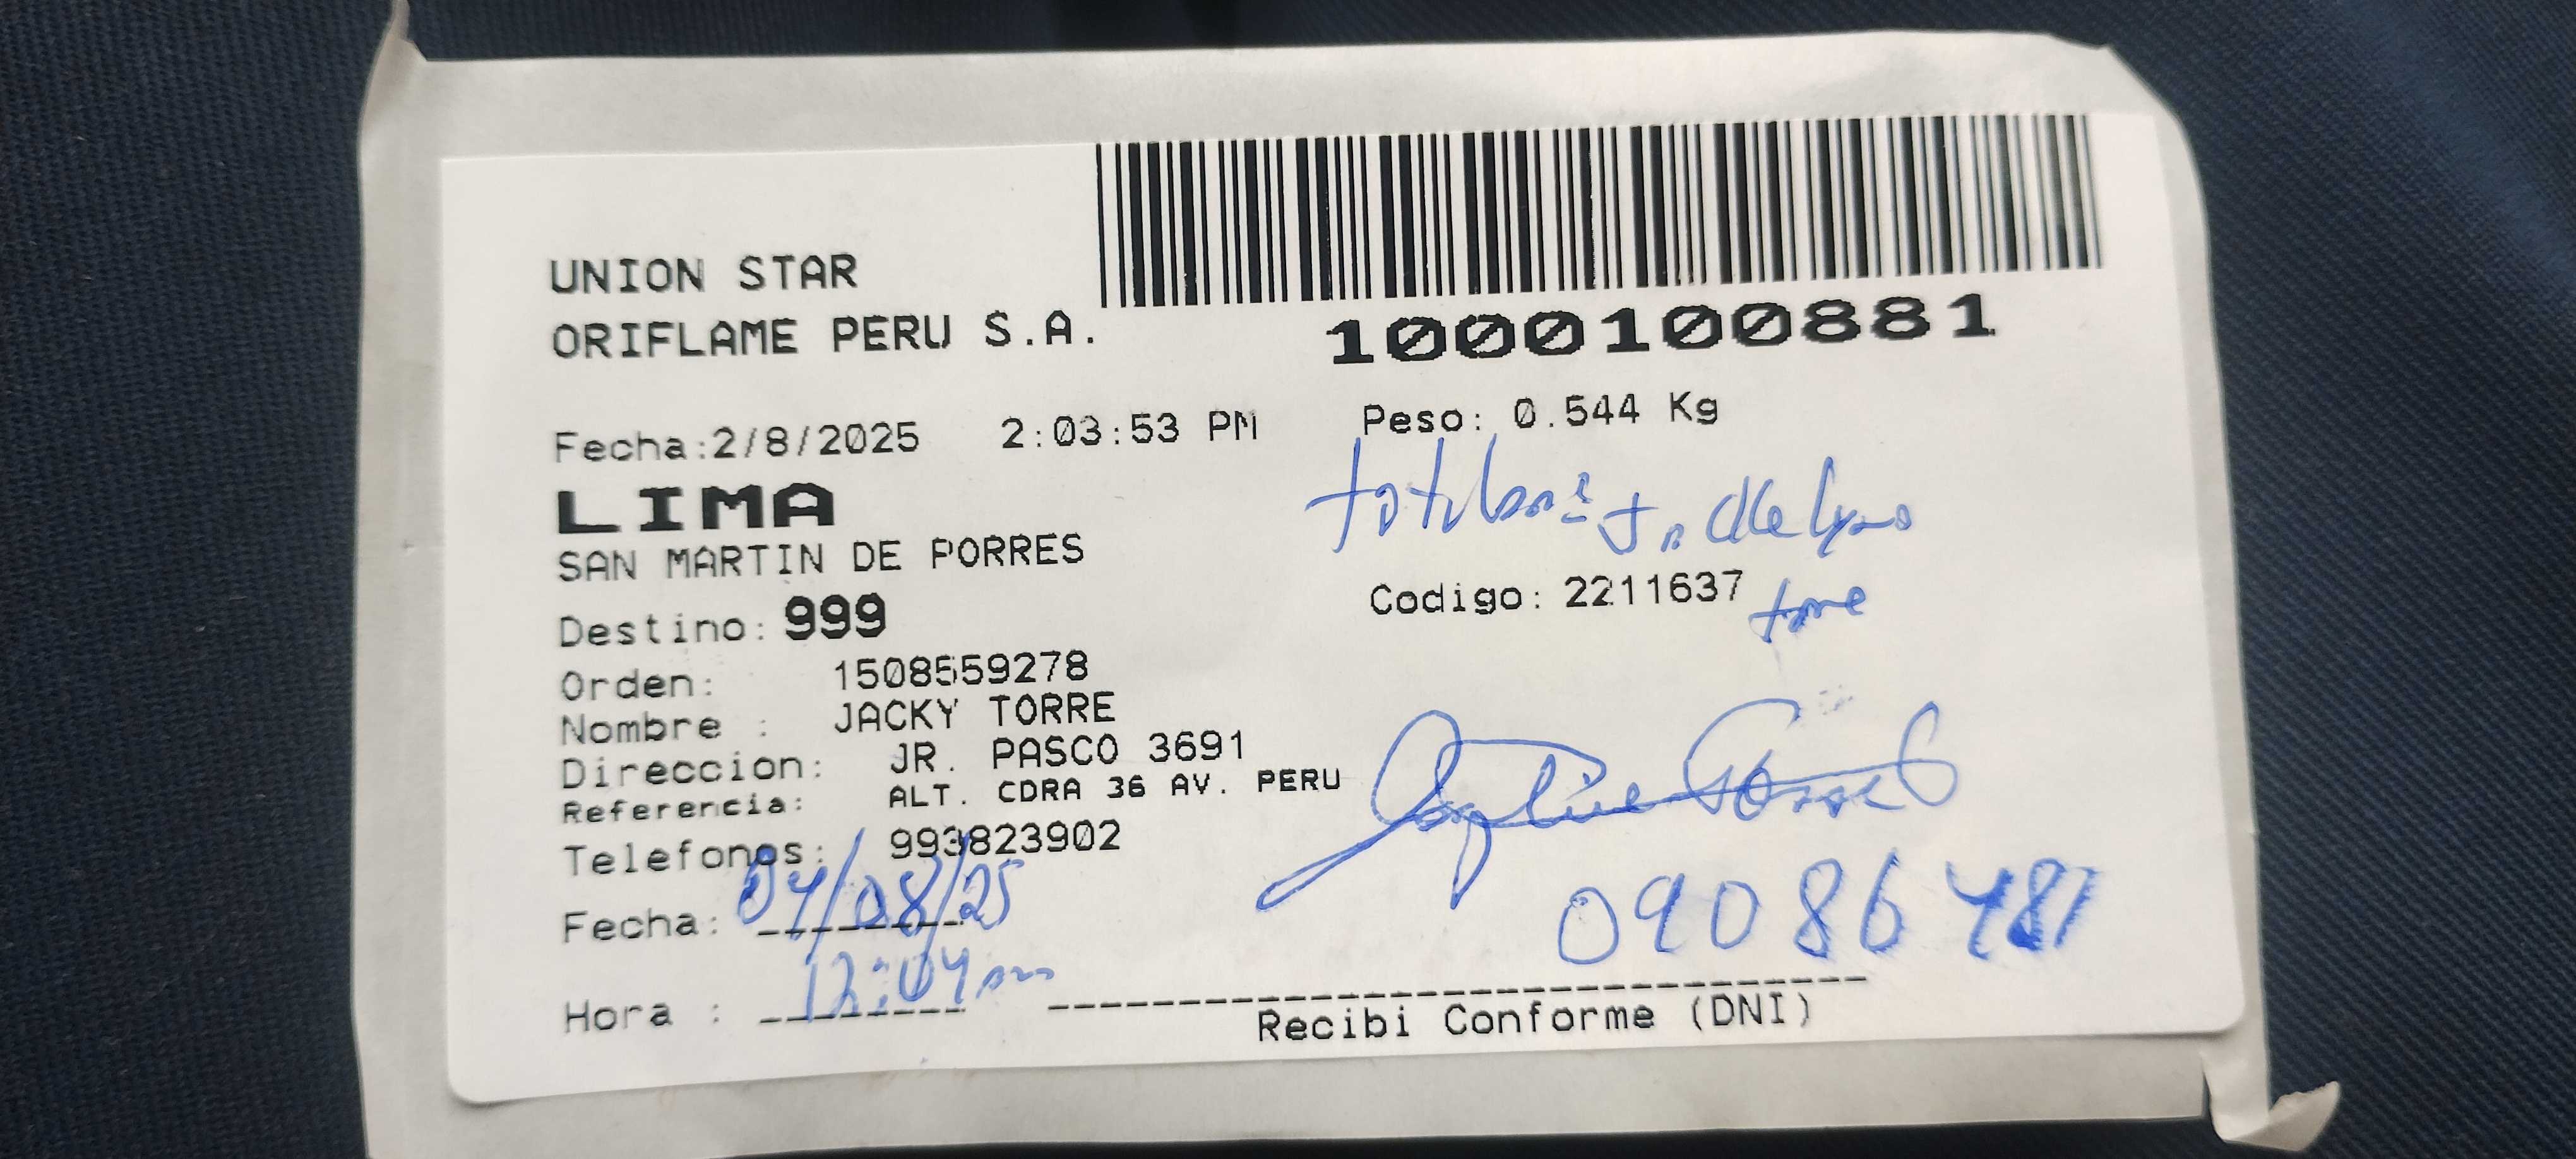 UNION STAR
ORIFLAME PERU S.A.
1000100881
Fecha:2/8/2025 2:03:53 PM Peso: 0.544 Kg
LIMA
SAN MARTIN DE PORRES
Destino: 999 Codigo: 2211637
Orden: 1508559278
Nombre : JACKY TORRE
Direccion: JR. PASCO 3691
Referencia: ALT. CDRA 36 AV. PERU
Telefonos: 993823902
Fecha: 04/08/25
09086481
Hora : 12:04 pm
Recibi Conforme (DNI)